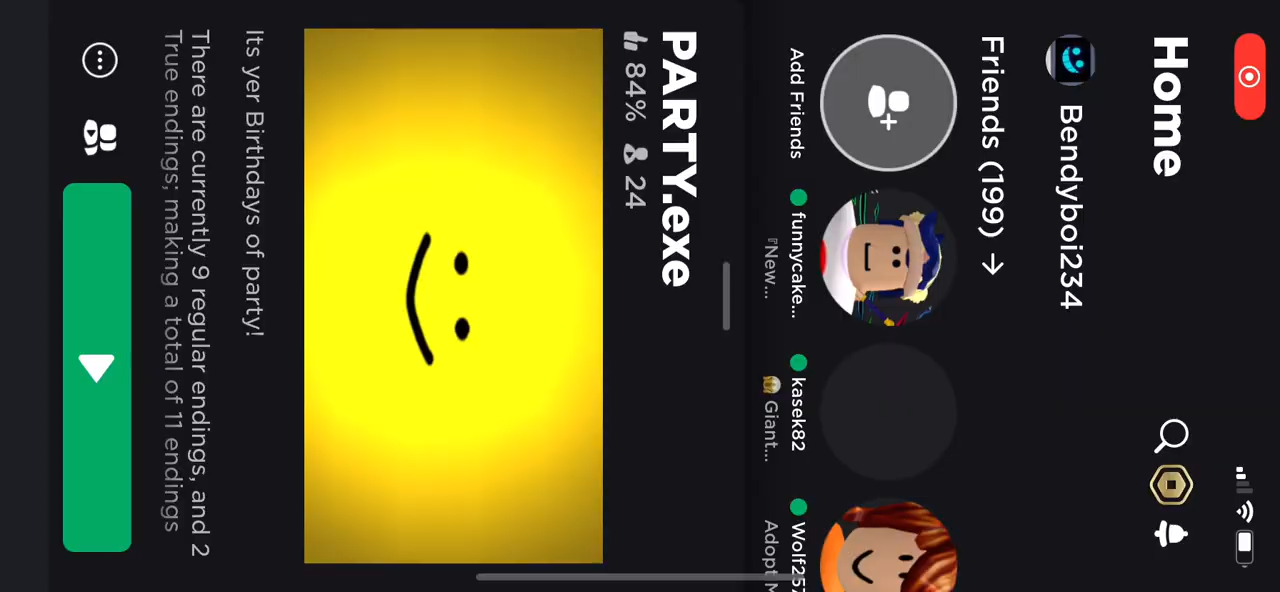 Home
Bendyboi234
Friends (199) →
Add Friends
funnycake...
『New...
kasek82
😱 Giant...
Wolf257
Adopt M
PARTY.exe
84% 24
Its yer Birthdays of party!
There are currently 9 regular endings, and 2
True endings; making a total of 11 endings